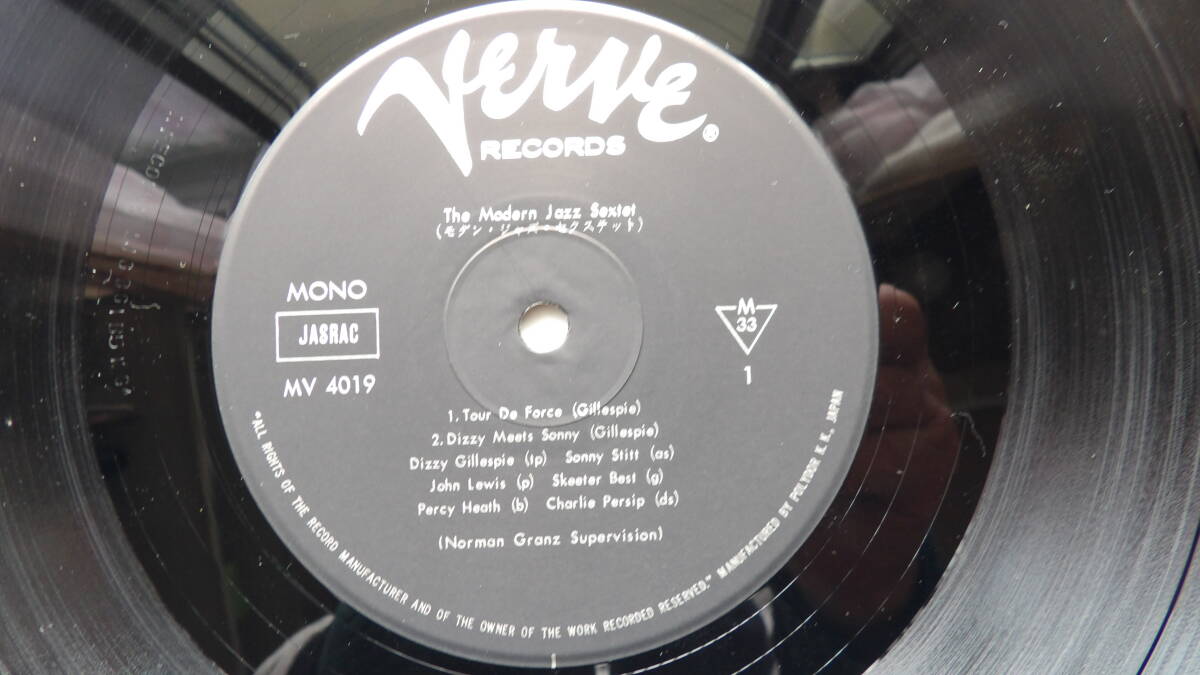 Verve
RECORDS
®
The Modern Jazz Sextet
(モダン・ジャズ・セクステット)
MONO
JASRAC
MV 4019
M
33
1
1. Tour De Force (Gillespie)
2. Dizzy Meets Sonny (Gillespie)
Dizzy Gillespie (tp) Sonny Stitt (as)
John Lewis (p) Skeeter Best (g)
Percy Heath (b) Charlie Persip (ds)
(Norman Granz Supervision)
"ALL RIGHTS OF THE RECORD MANUFACTURER AND OF THE OWNER OF THE WORK RECORDED RESERVED." MANUFACTURED BY POLYDOR K.K., JAPAN